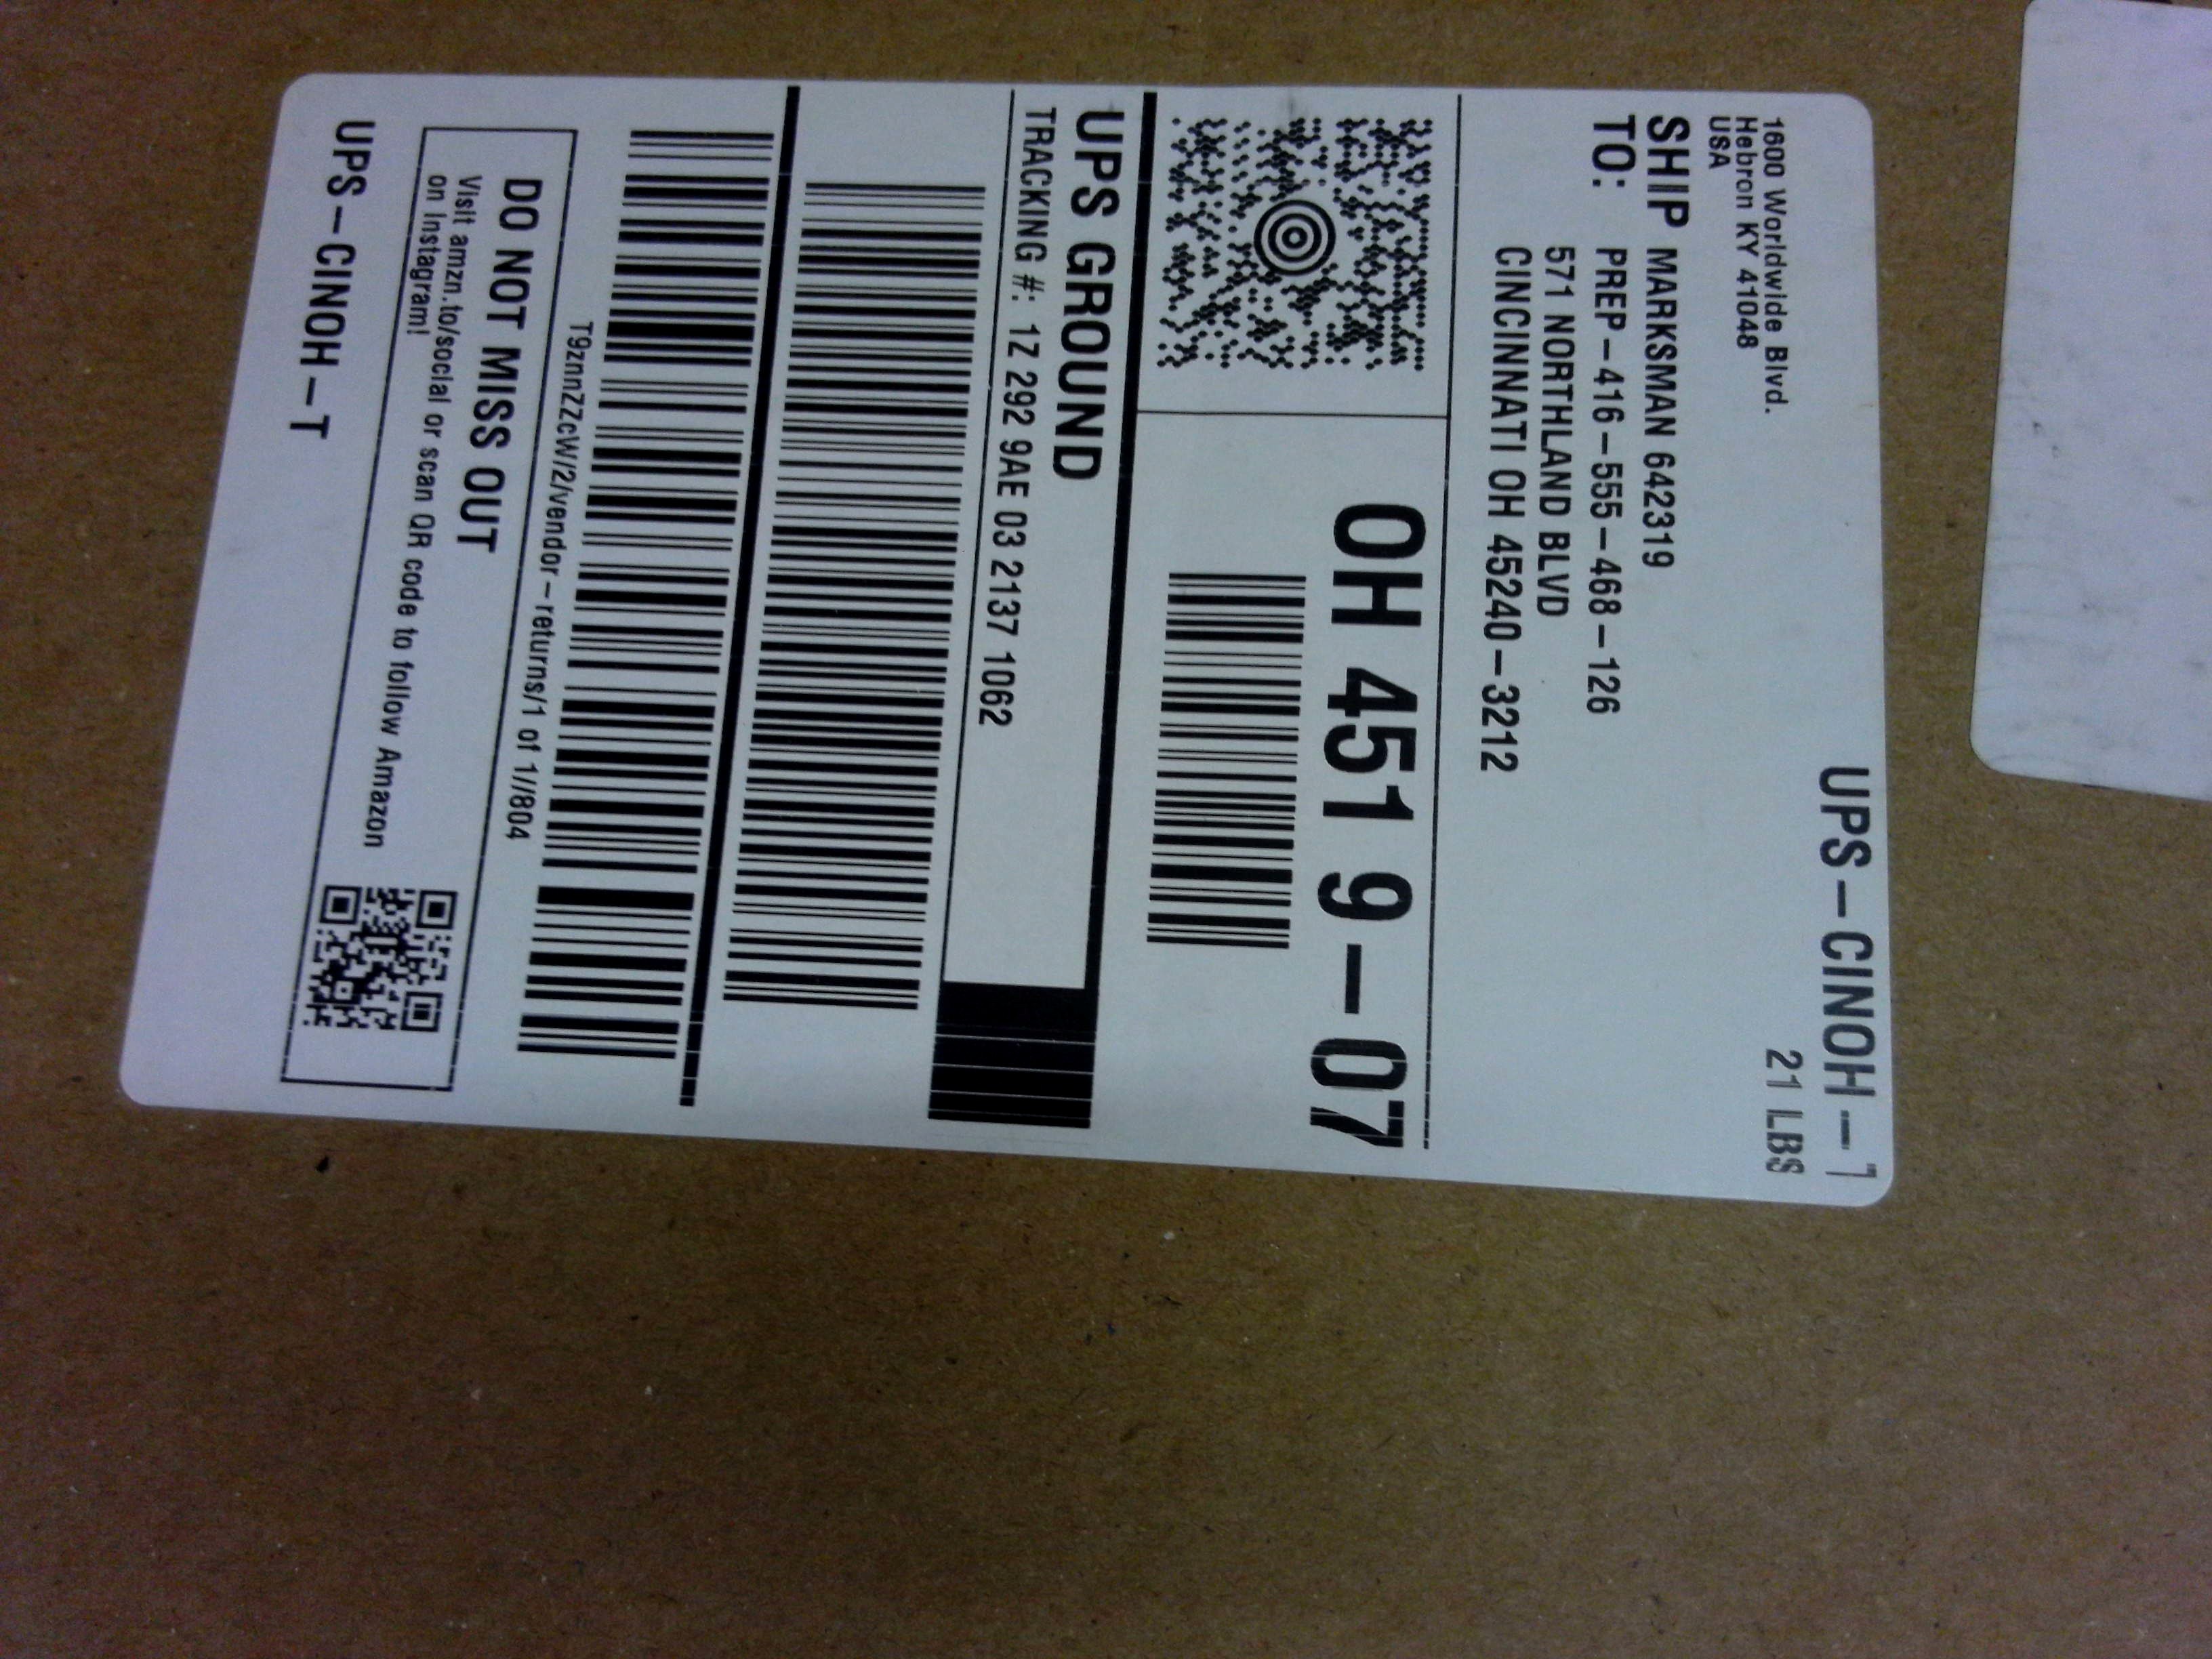 UPS-CINOH-T
21 LBS
1600 Worldwide Blvd.
Hebron KY 41048
USA
SHIP TO: MARKSMAN 642319
PREP-416-555-468-126
571 NORTHLAND BLVD
CINCINNATI OH 45240-3212
OH 451 9-07
UPS GROUND
TRACKING #: 1Z 292 9AE 03 2137 1062
T9znnZZcW/2/vendor-returns/1 of 1//804
DO NOT MISS OUT
Visit amzn.to/social or scan QR code to follow Amazon
on Instagram!
UPS-CINOH-T